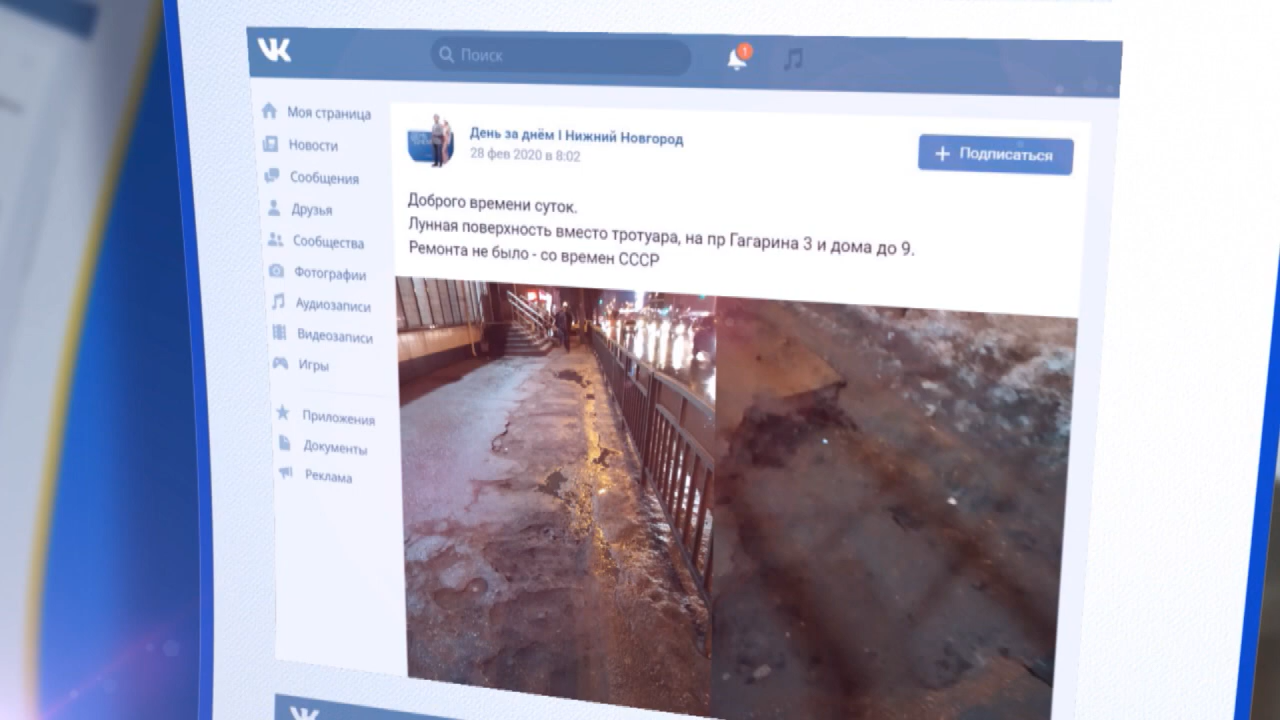 Поиск
1
Моя страница
Новости
Сообщения
Друзья
Сообщества
Фотографии
Аудиозаписи
Видеозаписи
Игры
Приложения
Документы
Реклама
День за днём I Нижний Новгород
28 фев 2020 в 8:02
Подписаться
Доброго времени суток.
Лунная поверхность вместо тротуара, на пр Гагарина 3 и дома до 9.
Ремонта не было - со времен СССР